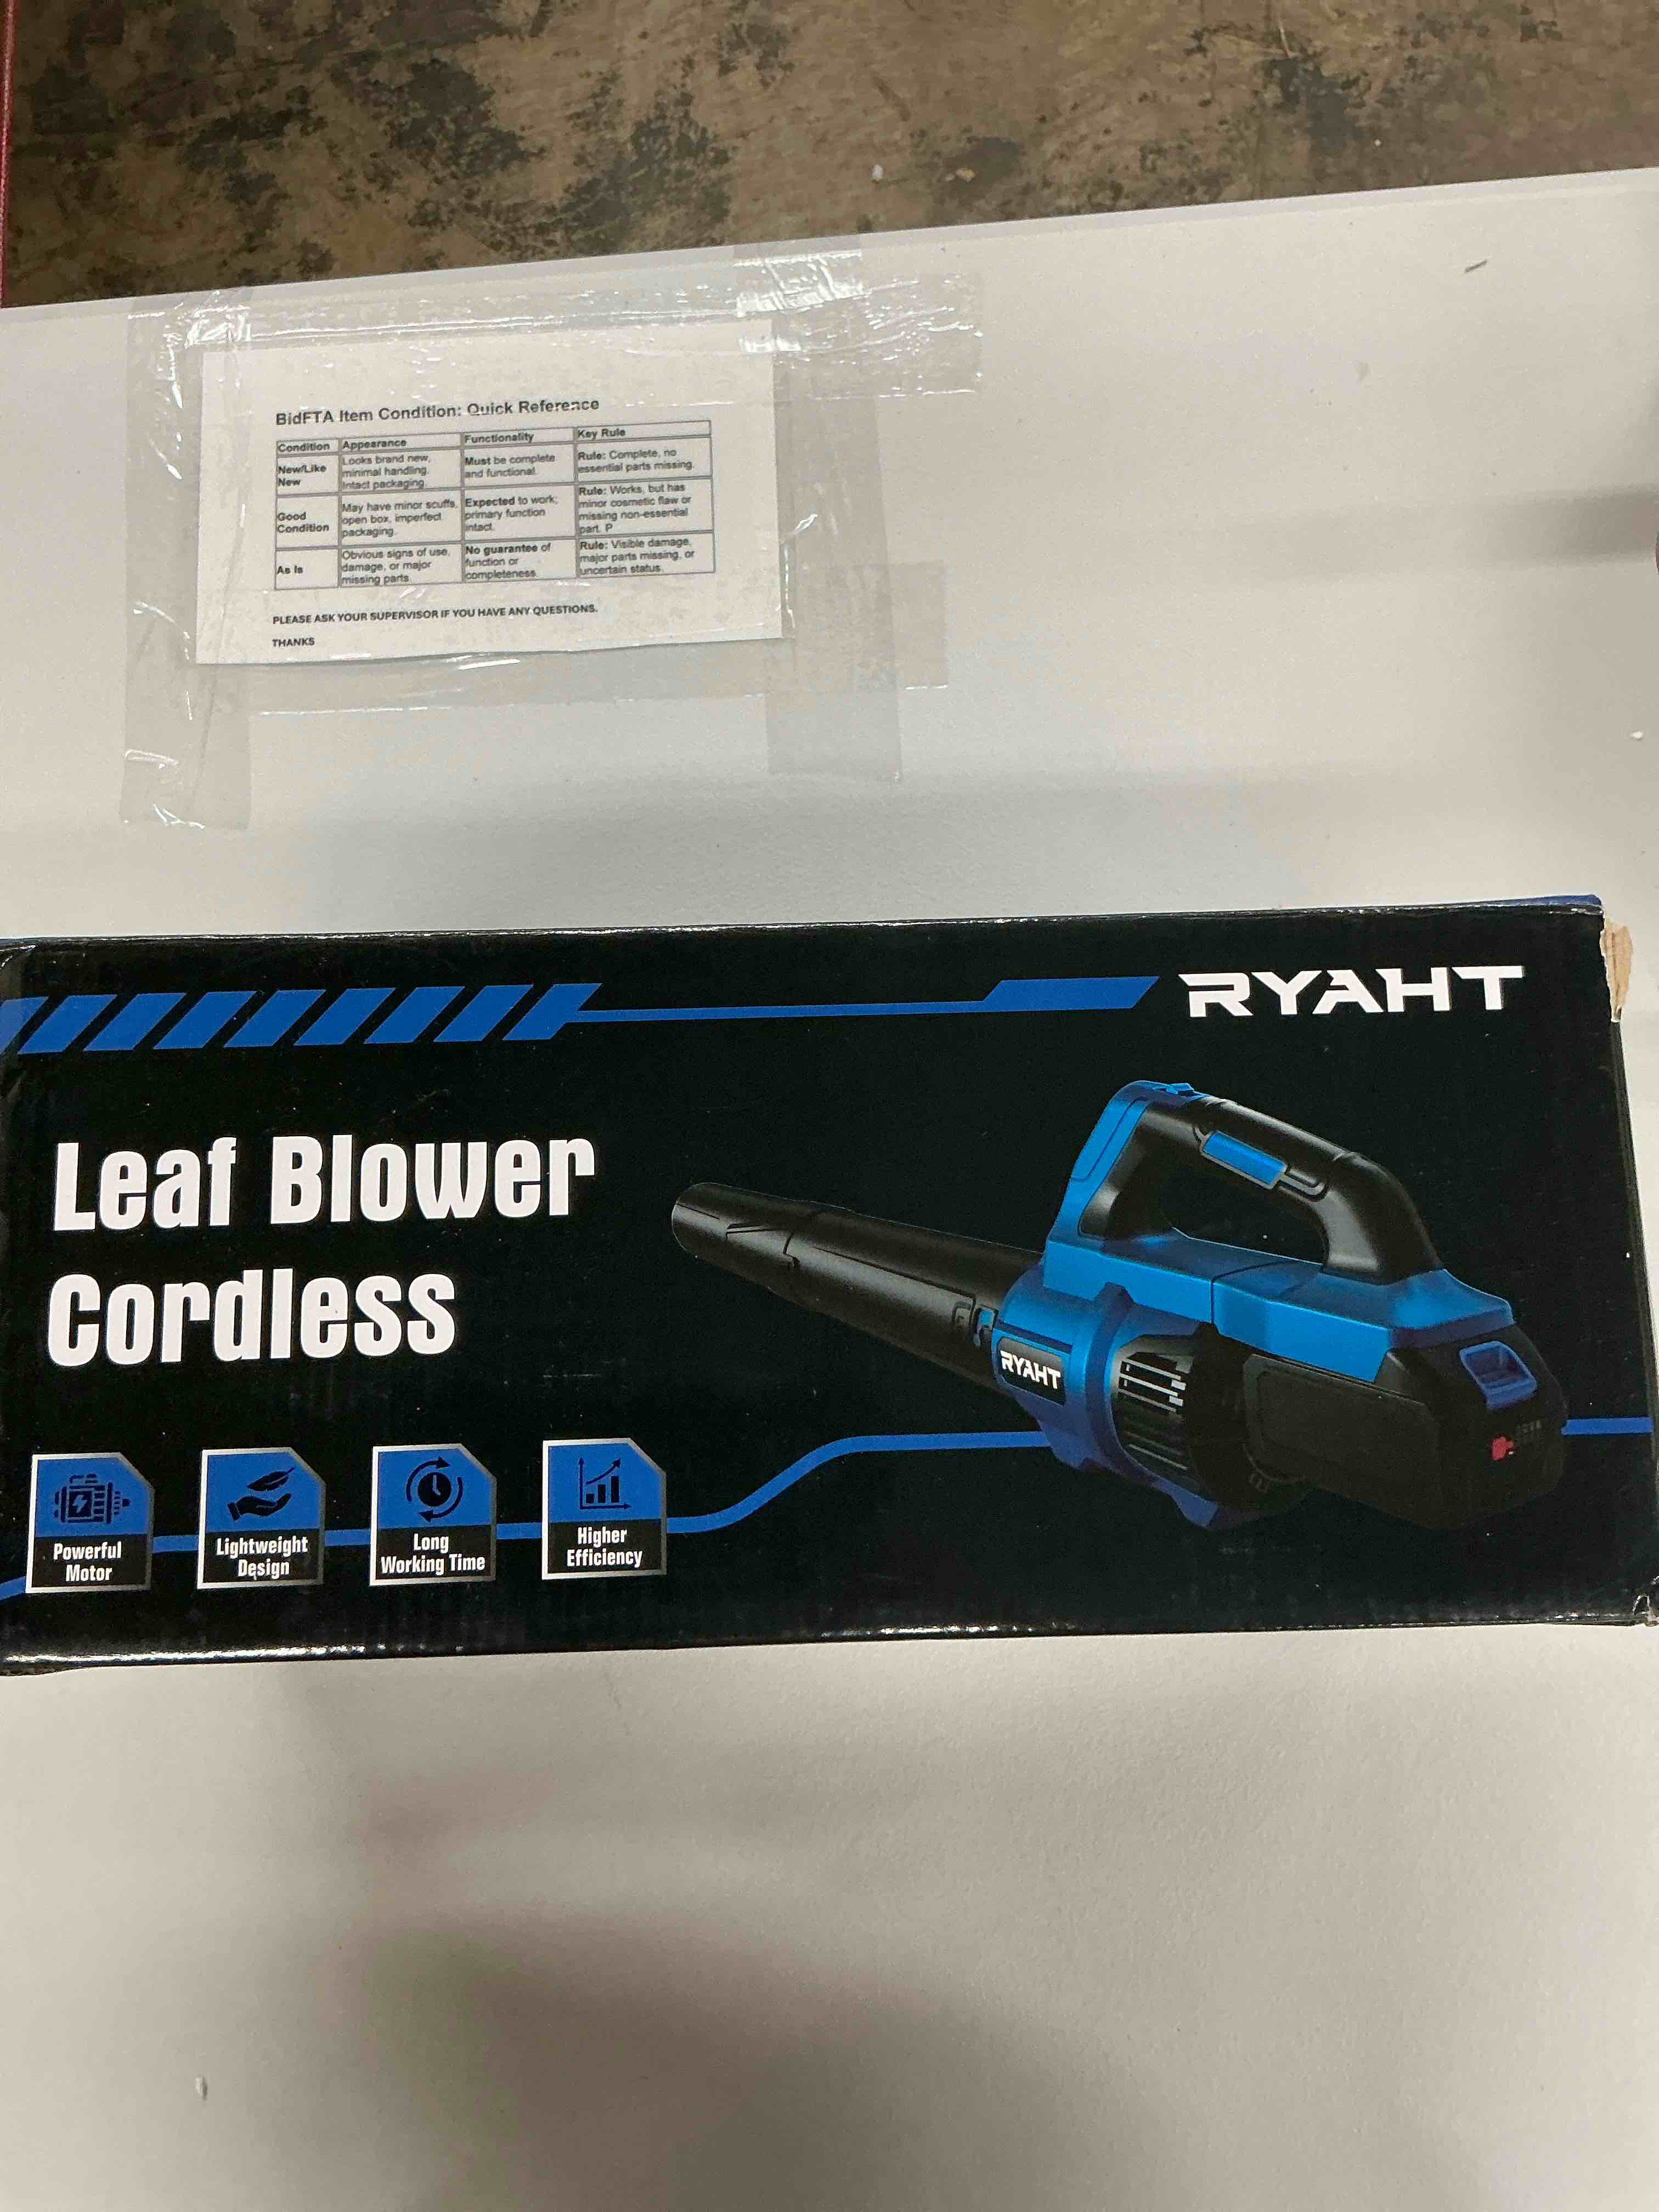 BidFTA Item Condition: Quick Reference
Condition Appearance Functionality Key Rule
New/Like New Looks brand new, minimal handling. Intact packaging. Must be complete and functional. Rule: Complete, no essential parts missing.
Good Condition May have minor scuffs, open box, imperfect packaging. Expected to work; primary function intact. Rule: Works, but has minor cosmetic flaw or missing non-essential part. P
As Is Obvious signs of use, damage, or major missing parts. No guarantee of function or completeness. Rule: Visible damage, major parts missing, or uncertain status.
PLEASE ASK YOUR SUPERVISOR IF YOU HAVE ANY QUESTIONS.
THANKS
RYAHT
Leaf Blower
Cordless
RYAHT
Powerful
Motor
Lightweight
Design
Long
Working Time
Higher
Efficiency